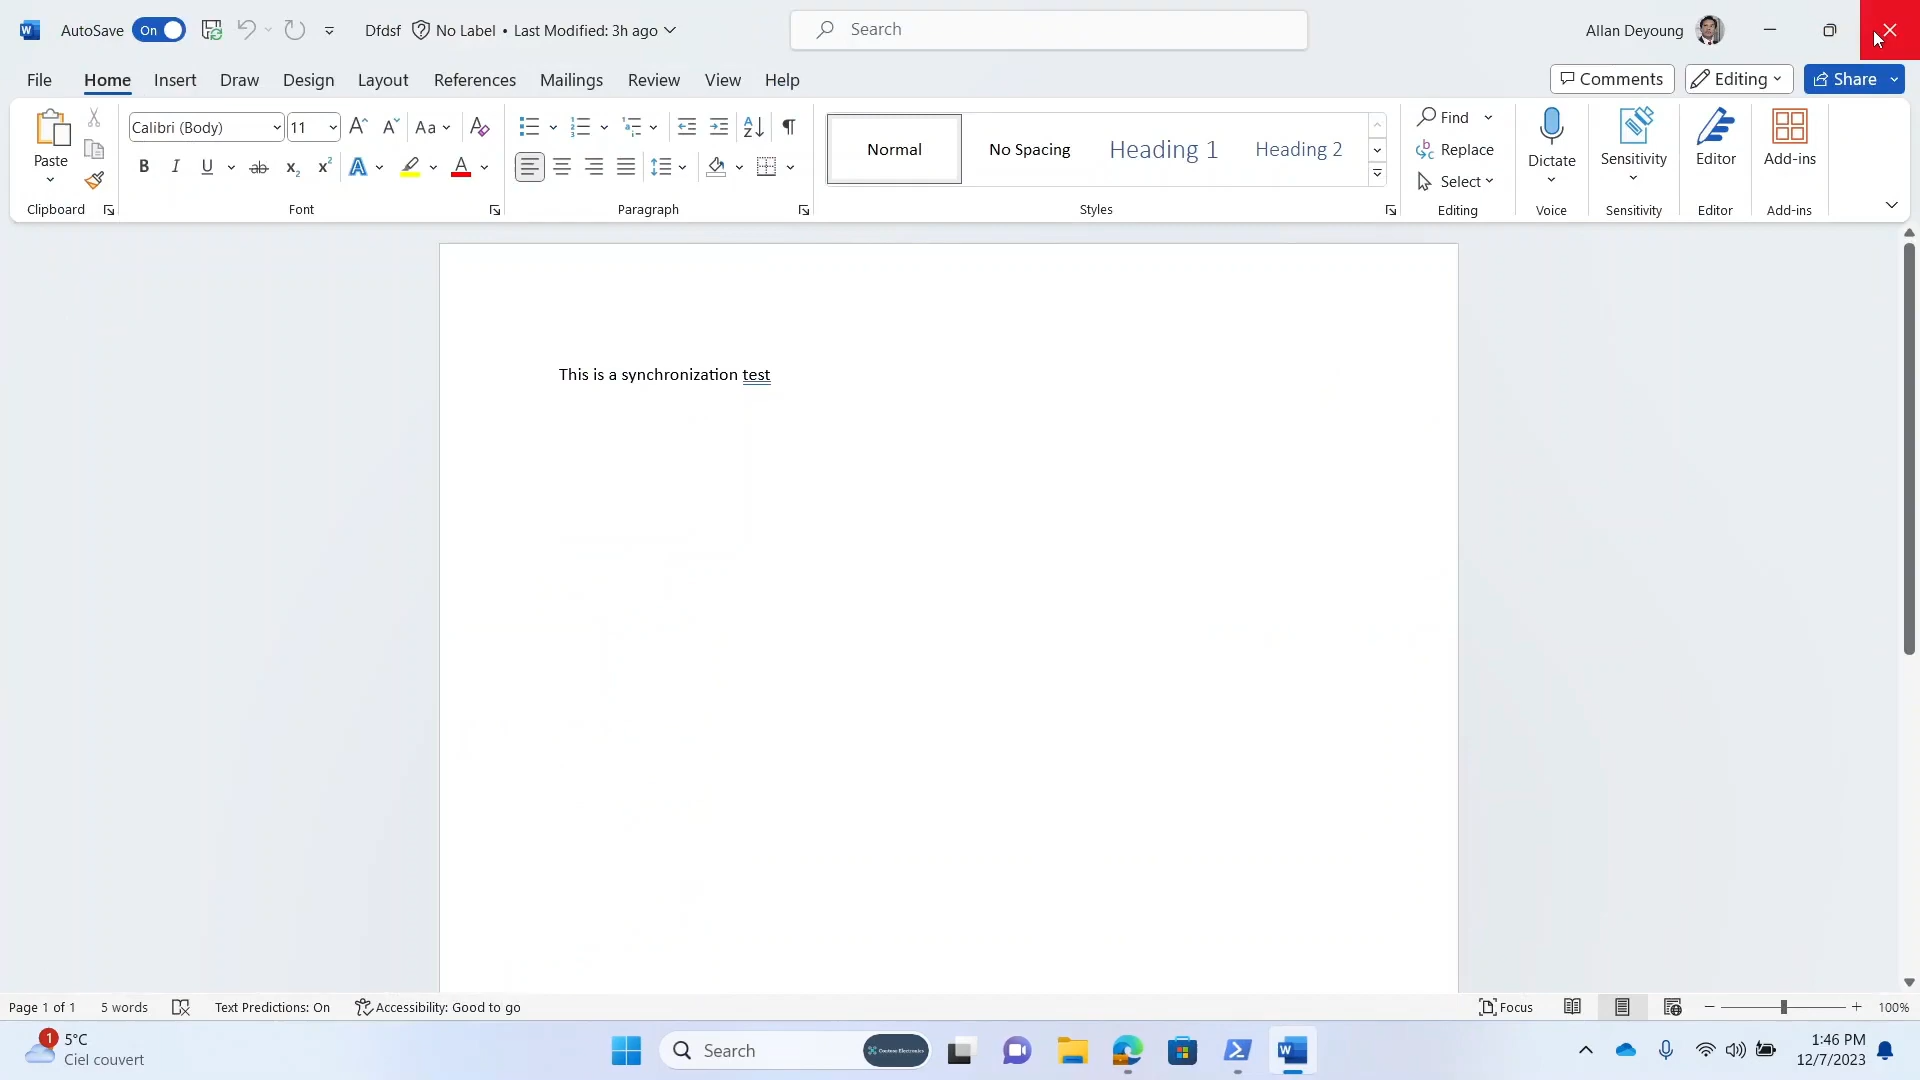 AutoSave On Dfdsf No Label • Last Modified: 3h ago Search Allan Deyoung
File Home Insert Draw Design Layout References Mailings Review View Help Comments Editing Share
Paste
Clipboard
Calibri (Body) 11 Aa
Font
Paragraph
Normal No Spacing Heading 1 Heading 2
Styles
Find
Replace
Select
Editing
Dictate
Voice
Sensitivity
Sensitivity
Editor
Editor
Add-ins
Add-ins
This is a synchronization test
Page 1 of 1 5 words Text Predictions: On Accessibility: Good to go Focus 100%
1 5°C
Ciel couvert
Search
Contoso Electronics
1:46 PM
12/7/2023